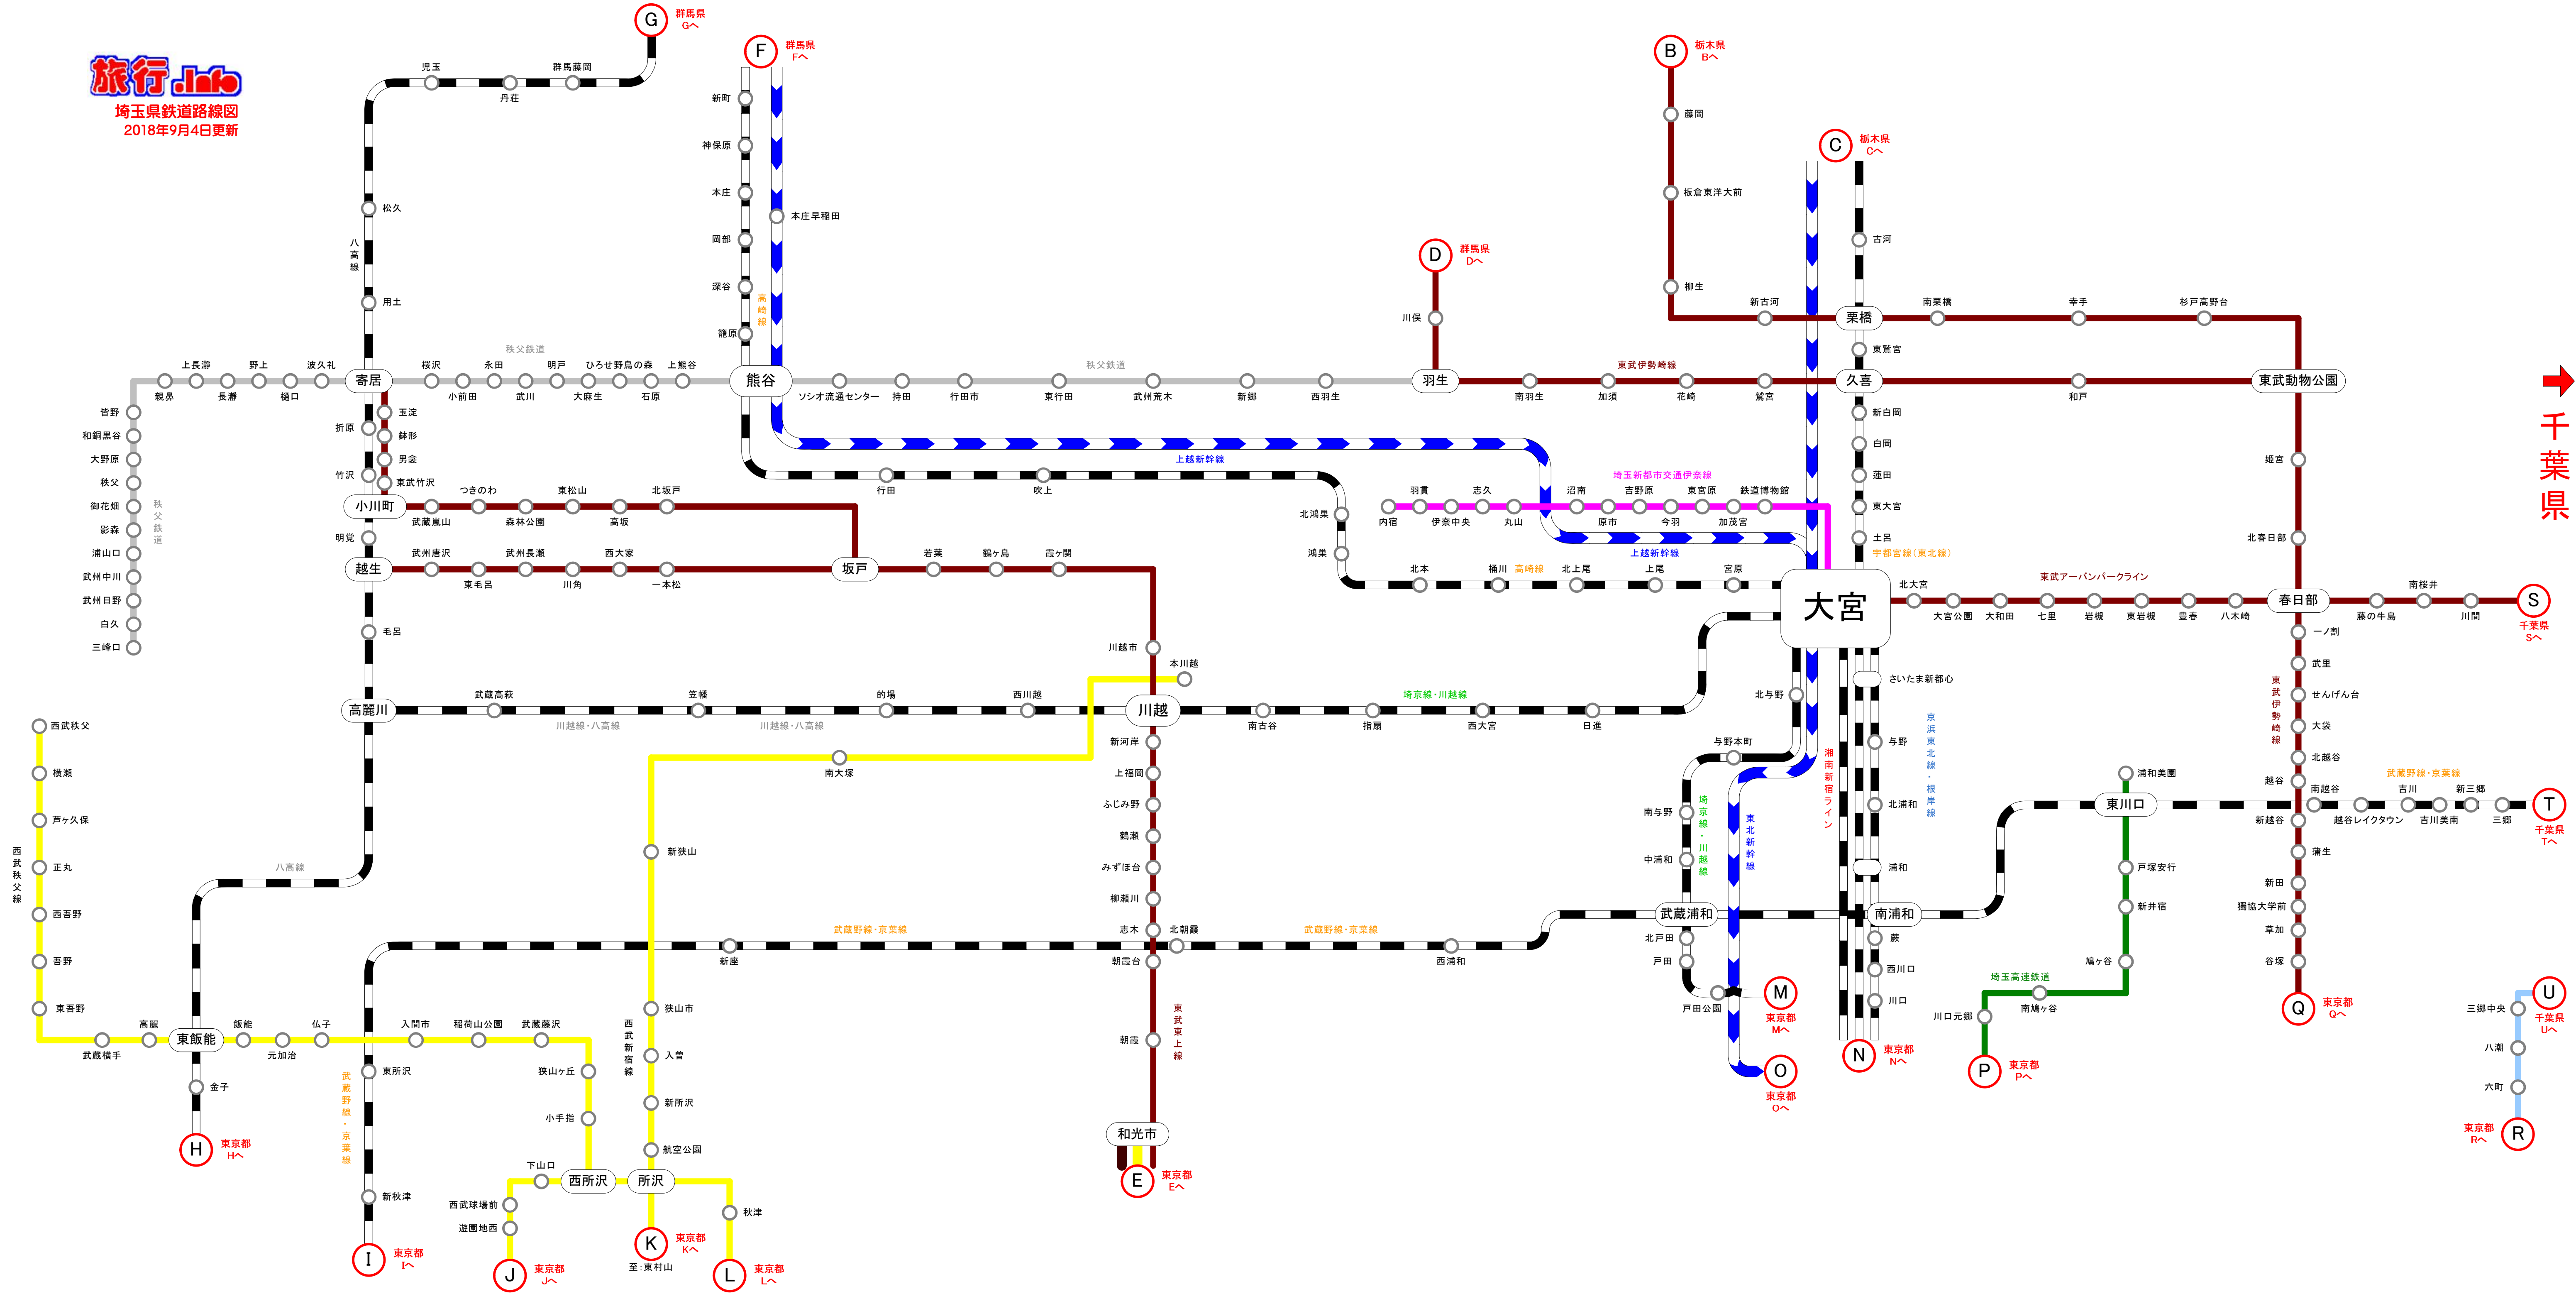 旅行.Info
埼玉県鉄道路線図
2018年9月4日更新
G
群馬県
Gへ
児玉
丹荘
群馬藤岡
松久
八高線
用土
F
群馬県
Fへ
新町
神保原
本庄
本庄早稲田
岡部
深谷
高崎線
籠原
B
栃木県
Bへ
藤岡
板倉東洋大前
柳生
新古河
C
栃木県
Cへ
古河
栗橋
南栗橋
幸手
杉戸高野台
D
群馬県
Dへ
川俣
東鷲宮
千葉県
秩父鉄道
親鼻
上長瀞
長瀞
野上
樋口
波久礼
寄居
桜沢
小前田
永田
武川
明戸
大麻生
ひろせ野鳥の森
石原
上熊谷
熊谷
ソシオ流通センター
持田
行田市
東行田
秩父鉄道
武州荒木
新郷
西羽生
羽生
南羽生
加須
東武伊勢崎線
花崎
鷲宮
久喜
和戸
東武動物公園
皆野
和銅黒谷
大野原
秩父
御花畑
影森
浦山口
武州中川
武州日野
白久
三峰口
秩父鉄道
折原
竹沢
玉淀
鉢形
男衾
東武竹沢
小川町
武蔵嵐山
つきのわ
森林公園
東松山
高坂
北坂戸
明覚
越生
武州唐沢
東毛呂
武州長瀬
川角
西大家
一本松
坂戸
若葉
鶴ヶ島
霞ヶ関
毛呂
川越市
本川越
上越新幹線
行田
吹上
北鴻巣
鴻巣
北本
桶川
高崎線
北上尾
上尾
宮原
埼玉新都市交通伊奈線
内宿
羽貫
伊奈中央
志久
丸山
沼南
原市
吉野原
今羽
東宮原
加茂宮
鉄道博物館
上越新幹線
新白岡
白岡
蓮田
東大宮
土呂
宇都宮線(東北線)
姫宮
北春日部
大宮
北大宮
大宮公園
大和田
七里
岩槻
東岩槻
豊春
八木崎
東武アーバンパークライン
春日部
藤の牛島
南桜井
川間
S
千葉県
Sへ
高麗川
武蔵高萩
川越線・八高線
笠幡
川越線・八高線
的場
西川越
川越
南古谷
指扇
埼京線・川越線
西大宮
日進
北与野
さいたま新都心
与野本町
与野
南与野
北浦和
中浦和
浦和
埼京線・川越線
東北新幹線
湘南新宿ライン
京浜東北線・根岸線
一ノ割
武里
せんげん台
大袋
北越谷
越谷
東武伊勢崎線
新越谷
蒲生
新田
獨協大学前
草加
谷塚
Q
東京都
Qへ
南越谷
越谷レイクタウン
吉川
吉川美南
新三郷
三郷
武蔵野線・京葉線
T
千葉県
Tへ
浦和美園
東川口
戸塚安行
新井宿
鳩ヶ谷
埼玉高速鉄道
南鳩ヶ谷
川口元郷
P
東京都
Pへ
U
千葉県
Uへ
三郷中央
八潮
六町
R
東京都
Rへ
西武秩父
横瀬
芦ヶ久保
正丸
西吾野
吾野
東吾野
西武秩父線
八高線
武蔵横手
高麗
東飯能
飯能
元加治
仏子
入間市
稲荷山公園
武蔵藤沢
狭山ヶ丘
小手指
金子
H
東京都
Hへ
武蔵野線・京葉線
東所沢
新秋津
I
東京都
Iへ
南大塚
新狭山
狭山市
入曽
新所沢
航空公園
西武新宿線
下山口
西所沢
所沢
西武球場前
遊園地西
秋津
J
東京都
Jへ
K
東京都
Kへ
至:東村山
L
東京都
Lへ
新河岸
上福岡
ふじみ野
鶴瀬
みずほ台
柳瀬川
志木
北朝霞
朝霞台
朝霞
東武東上線
和光市
E
東京都
Eへ
新座
武蔵野線・京葉線
武蔵野線・京葉線
西浦和
武蔵浦和
南浦和
北戸田
戸田
戸田公園
蕨
西川口
川口
M
東京都
Mへ
O
東京都
Oへ
N
東京都
Nへ